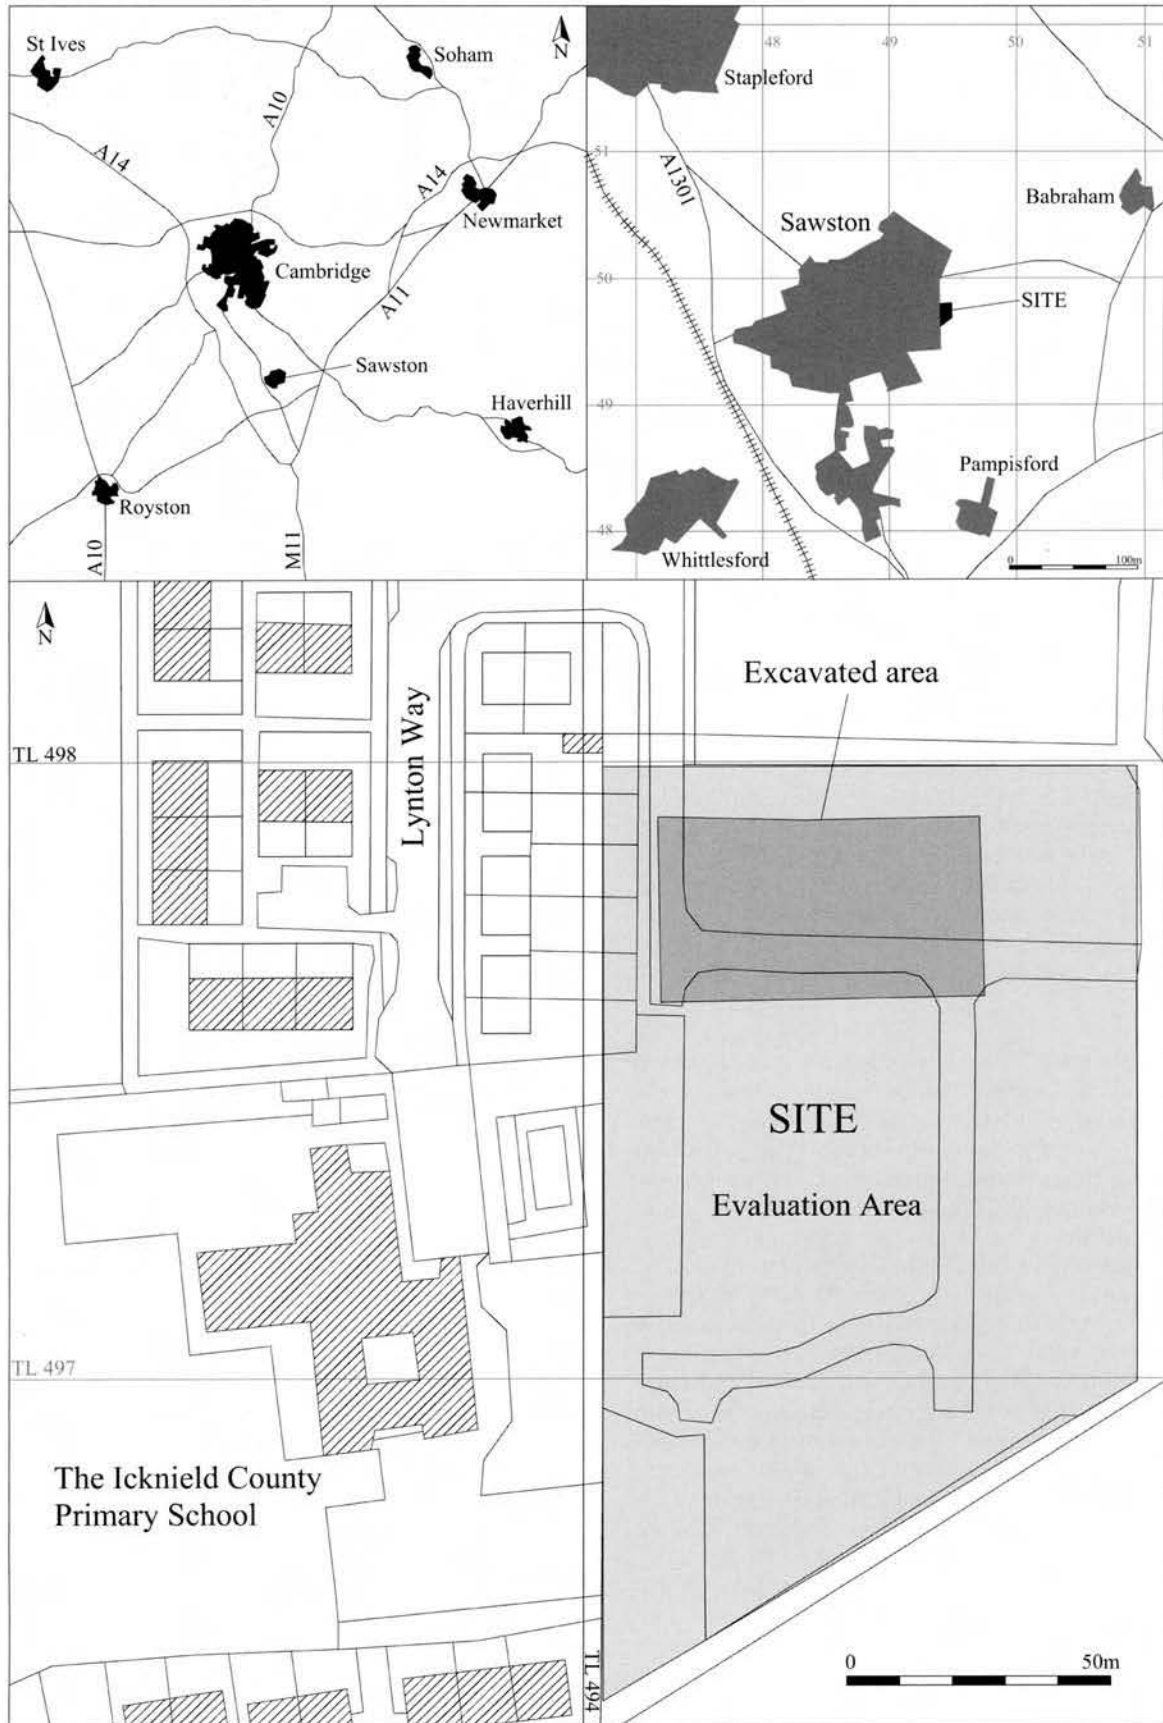 St Ives
Soham
N
A10
A14
A14
Newmarket
Cambridge
A11
Sawston
Haverhill
Royston
A10
M11
48
49
50
51
Stapleford
51
A1301
Babraham
Sawston
50
SITE
49
Pampisford
48
Whittlesford
0 100m
N
Lynton Way
Excavated area
TL 498
SITE
Evaluation Area
TL 497
The Icknield County
Primary School
TL 494
0 50m